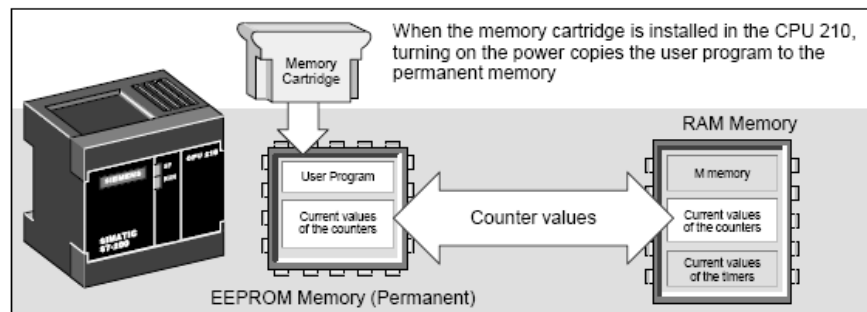 When the memory cartridge is installed in the CPU 210,
turning on the power copies the user program to the
permanent memory
Memory
Cartridge
RAM Memory
SIEMENS
CPU 210
SIMATIC
S7-200
User Program
Current values
of the counters
Counter values
M memory
Current values
of the counters
Current values
of the timers
EEPROM Memory (Permanent)